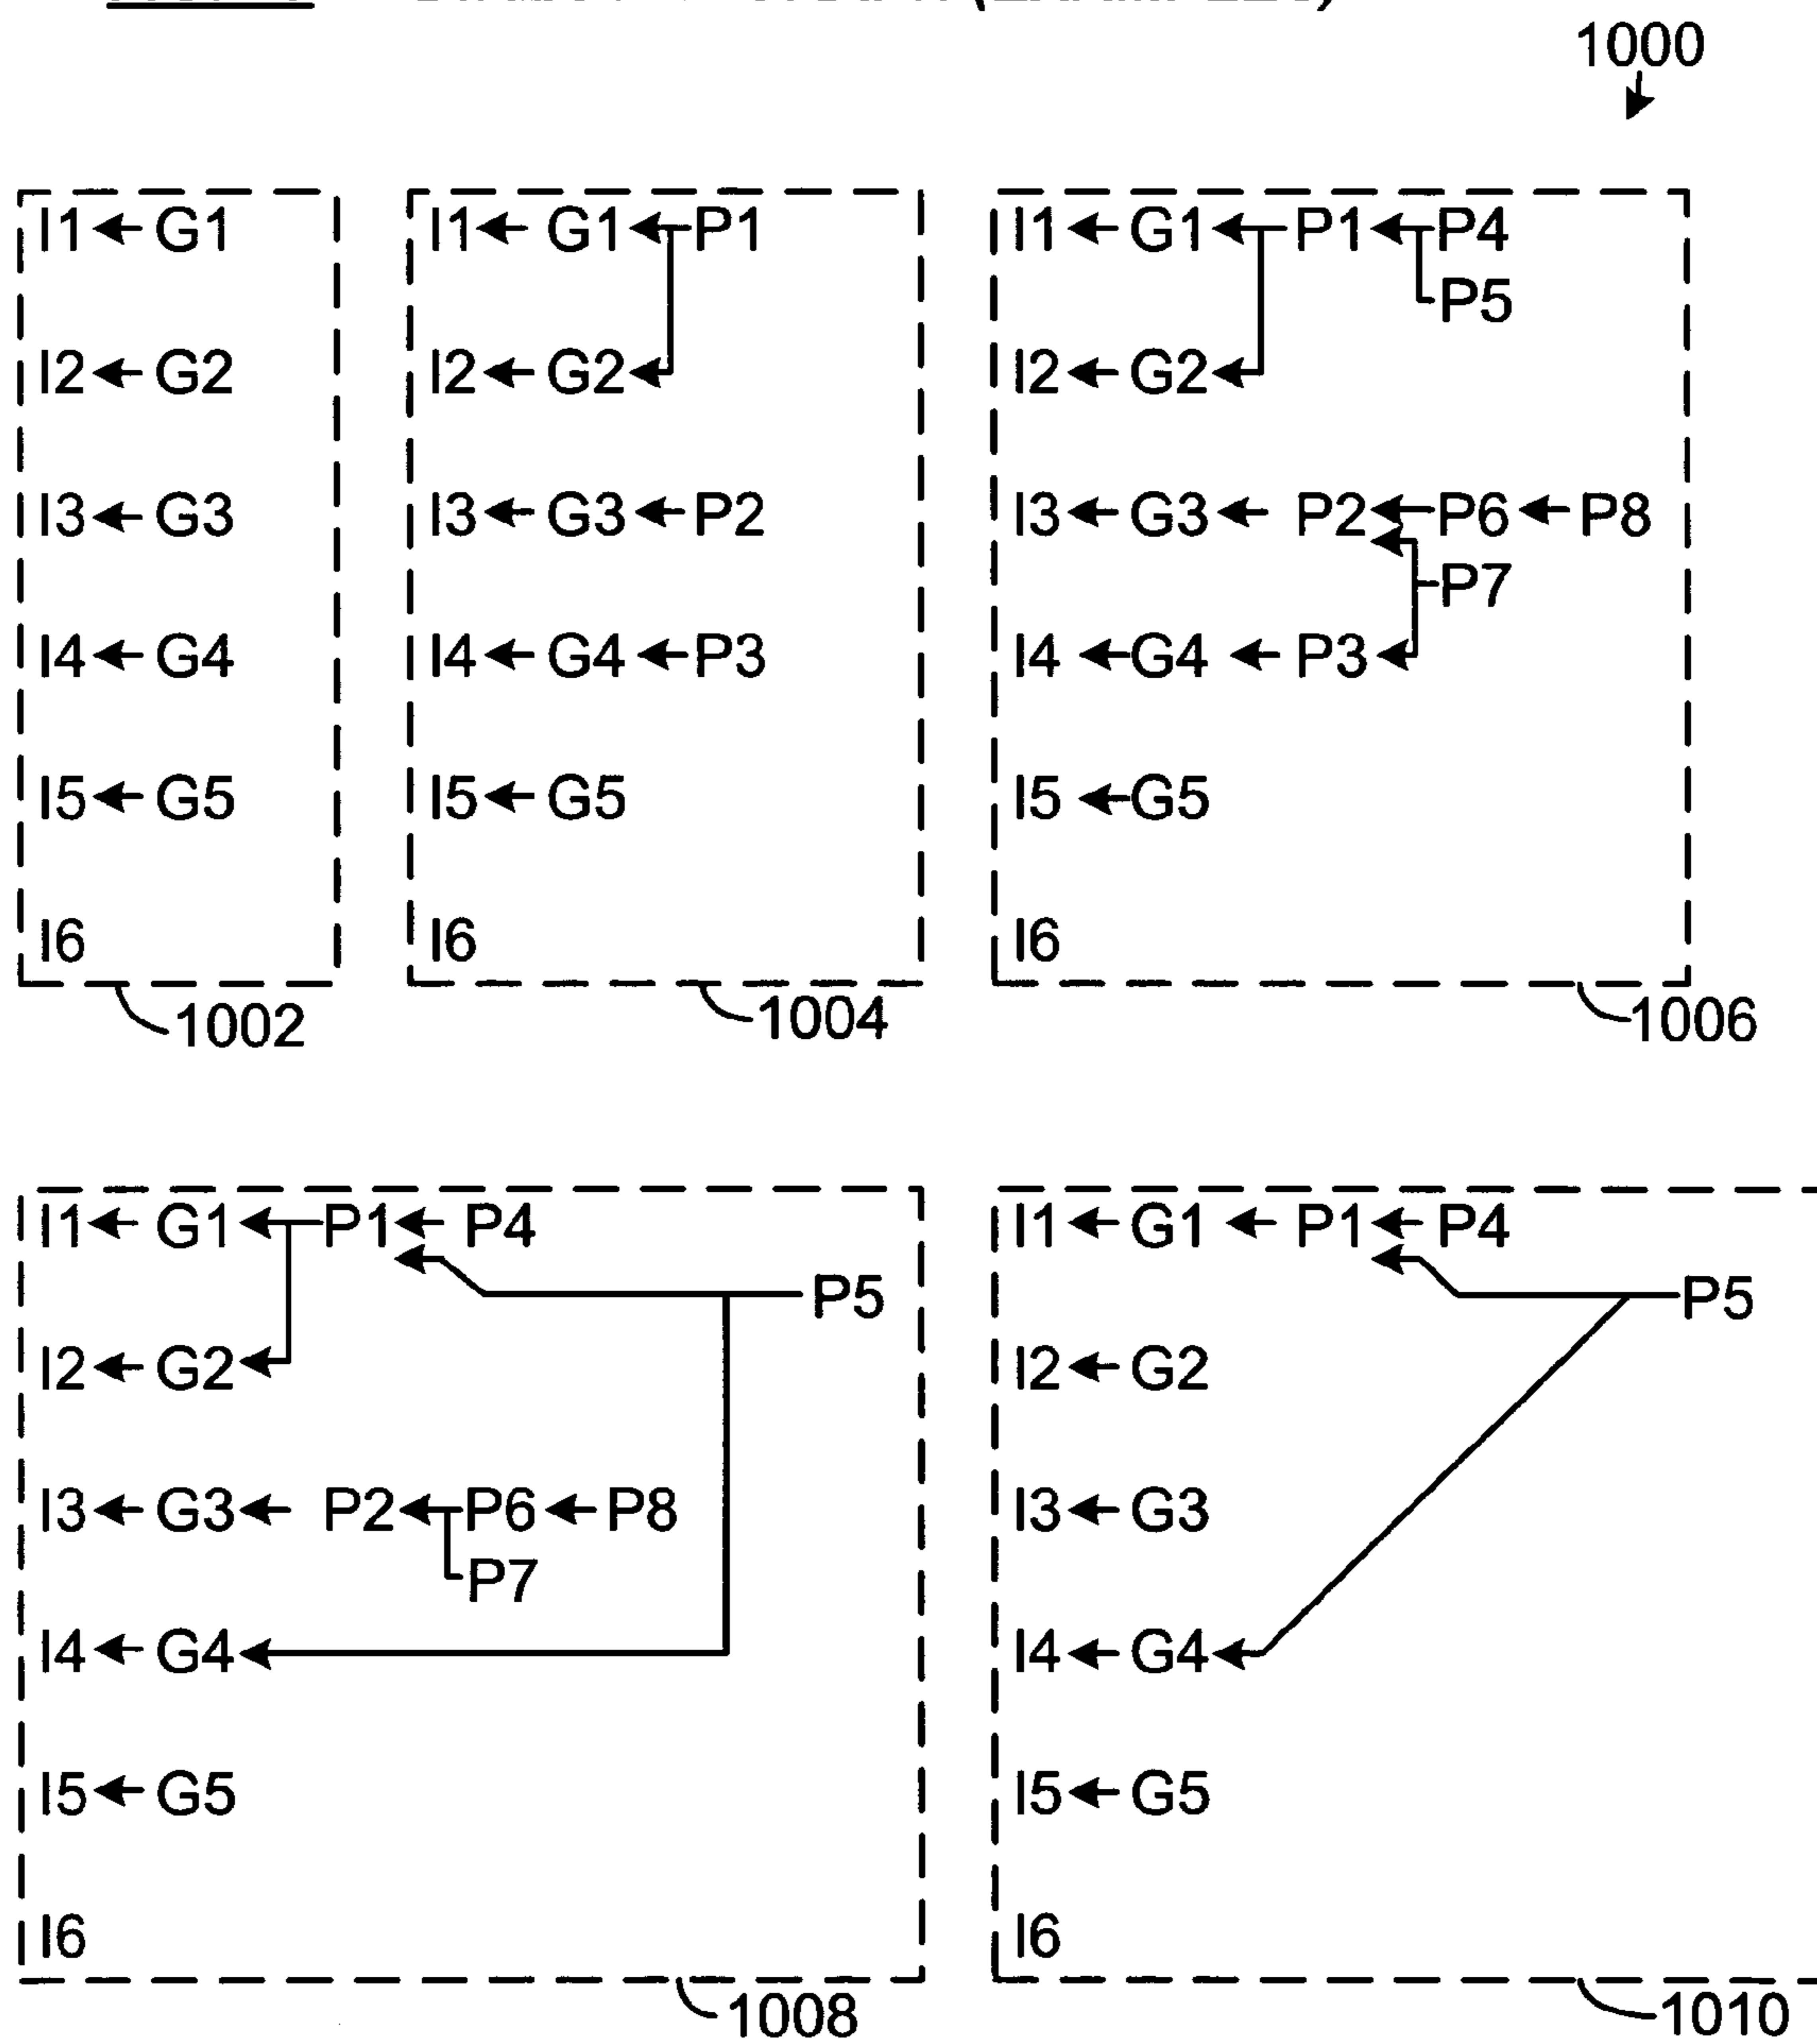 1000
I1 G1
I2 G2
I3 G3
I4 G4
I5 G5
I6
1002
I1 G1 P1
I2 G2
I3 G3 P2
I4 G4 P3
I5 G5
I6
1004
I1 G1 P1 P4
P5
I2 G2
I3 G3 P2 P6 P8
P7
I4 G4 P3
I5 G5
I6
1006
I1 G1 P1 P4
P5
I2 G2
I3 G3 P2 P6 P8
P7
I4 G4
I5 G5
I6
1008
I1 G1 P1 P4
P5
I2 G2
I3 G3
I4 G4
I5 G5
I6
1010